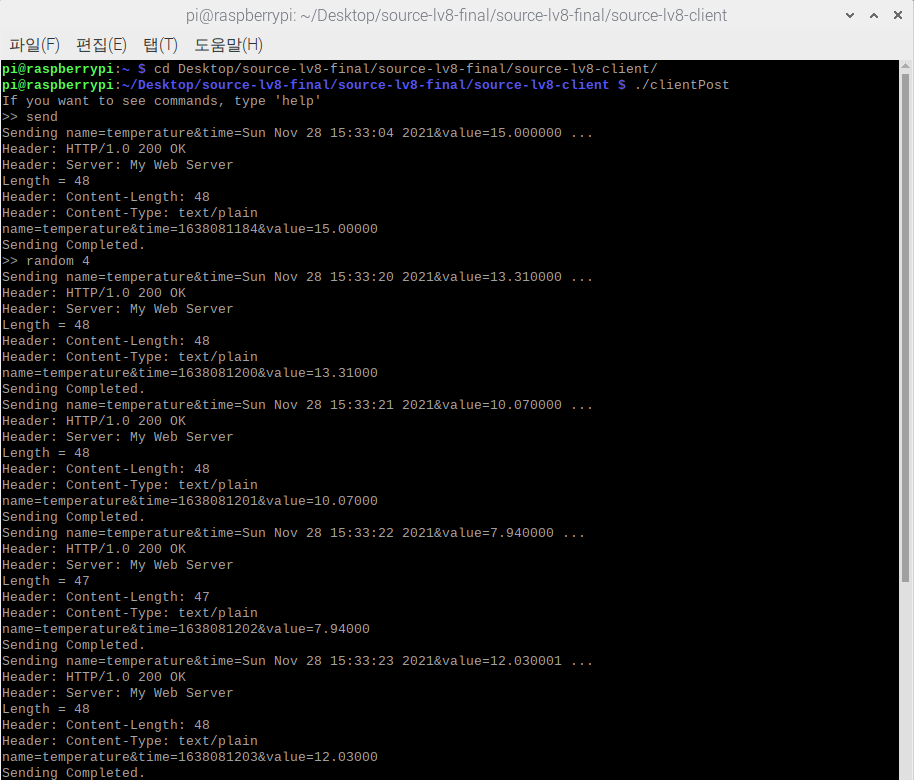 pi@raspberrypi: ~/Desktop/source-lv8-final/source-lv8-final/source-lv8-client
파일(F) 편집(E) 탭(T) 도움말(H)
pi@raspberrypi:~ $ cd Desktop/source-lv8-final/source-lv8-final/source-lv8-client/
pi@raspberrypi:~/Desktop/source-lv8-final/source-lv8-final/source-lv8-client $ ./clientPost
If you want to see commands, type 'help'
>> send
Sending name=temperature&time=Sun Nov 28 15:33:04 2021&value=15.000000 ...
Header: HTTP/1.0 200 OK
Header: Server: My Web Server
Length = 48
Header: Content-Length: 48
Header: Content-Type: text/plain
name=temperature&time=1638081184&value=15.00000
Sending Completed.
>> random 4
Sending name=temperature&time=Sun Nov 28 15:33:20 2021&value=13.310000 ...
Header: HTTP/1.0 200 OK
Header: Server: My Web Server
Length = 48
Header: Content-Length: 48
Header: Content-Type: text/plain
name=temperature&time=1638081200&value=13.31000
Sending Completed.
Sending name=temperature&time=Sun Nov 28 15:33:21 2021&value=10.070000 ...
Header: HTTP/1.0 200 OK
Header: Server: My Web Server
Length = 48
Header: Content-Length: 48
Header: Content-Type: text/plain
name=temperature&time=1638081201&value=10.07000
Sending Completed.
Sending name=temperature&time=Sun Nov 28 15:33:22 2021&value=7.940000 ...
Header: HTTP/1.0 200 OK
Header: Server: My Web Server
Length = 47
Header: Content-Length: 47
Header: Content-Type: text/plain
name=temperature&time=1638081202&value=7.94000
Sending Completed.
Sending name=temperature&time=Sun Nov 28 15:33:23 2021&value=12.030001 ...
Header: HTTP/1.0 200 OK
Header: Server: My Web Server
Length = 48
Header: Content-Length: 48
Header: Content-Type: text/plain
name=temperature&time=1638081203&value=12.03000
Sending Completed.